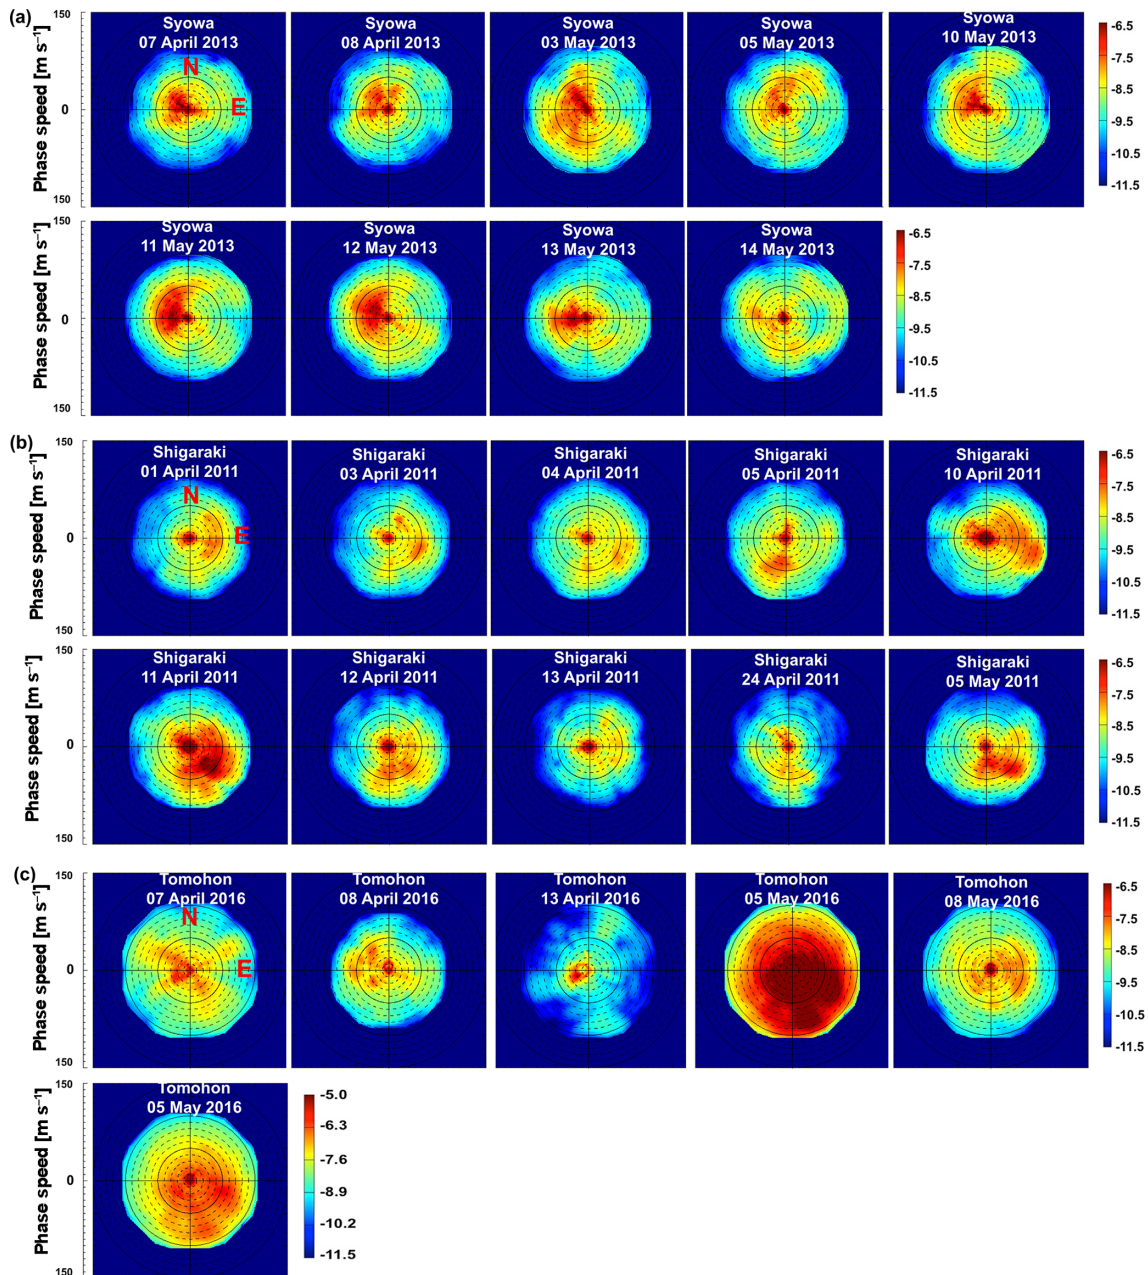 (a)
Phase speed [m s⁻¹]
150
0
150
Syowa
07 April 2013
N
E
Syowa
08 April 2013
Syowa
03 May 2013
Syowa
05 May 2013
Syowa
10 May 2013
-6.5
-7.5
-8.5
-9.5
-10.5
-11.5
Phase speed [m s⁻¹]
150
0
150
Syowa
11 May 2013
Syowa
12 May 2013
Syowa
13 May 2013
Syowa
14 May 2013
-6.5
-7.5
-8.5
-9.5
-10.5
-11.5
(b)
Phase speed [m s⁻¹]
150
0
150
Shigaraki
01 April 2011
N
E
Shigaraki
03 April 2011
Shigaraki
04 April 2011
Shigaraki
05 April 2011
Shigaraki
10 April 2011
-6.5
-7.5
-8.5
-9.5
-10.5
-11.5
Phase speed [m s⁻¹]
150
0
150
Shigaraki
11 April 2011
Shigaraki
12 April 2011
Shigaraki
13 April 2011
Shigaraki
24 April 2011
Shigaraki
05 May 2011
-6.5
-7.5
-8.5
-9.5
-10.5
-11.5
(c)
Phase speed [m s⁻¹]
150
0
150
Tomohon
07 April 2016
N
E
Tomohon
08 April 2016
Tomohon
13 April 2016
Tomohon
05 May 2016
Tomohon
08 May 2016
-6.5
-7.5
-8.5
-9.5
-10.5
-11.5
Phase speed [m s⁻¹]
150
0
150
Tomohon
05 May 2016
-5.0
-6.3
-7.6
-8.9
-10.2
-11.5